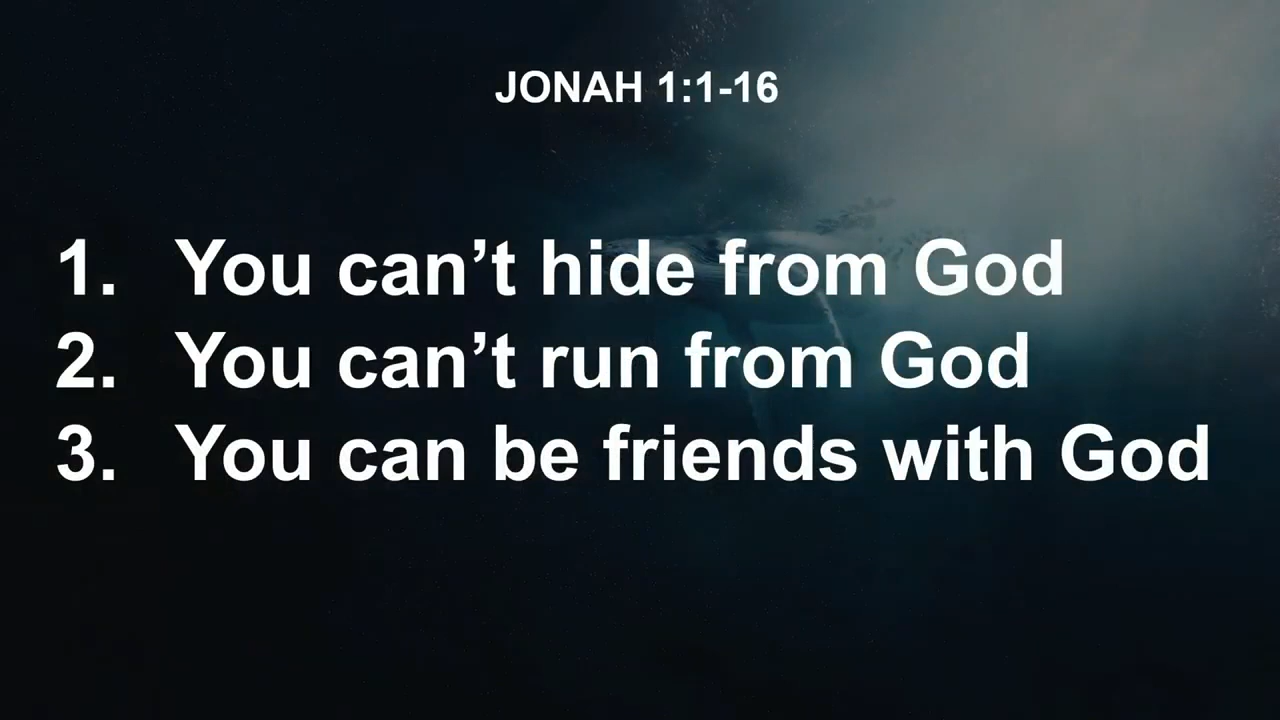 JONAH 1:1-16
1. You can’t hide from God
2. You can’t run from God
3. You can be friends with God